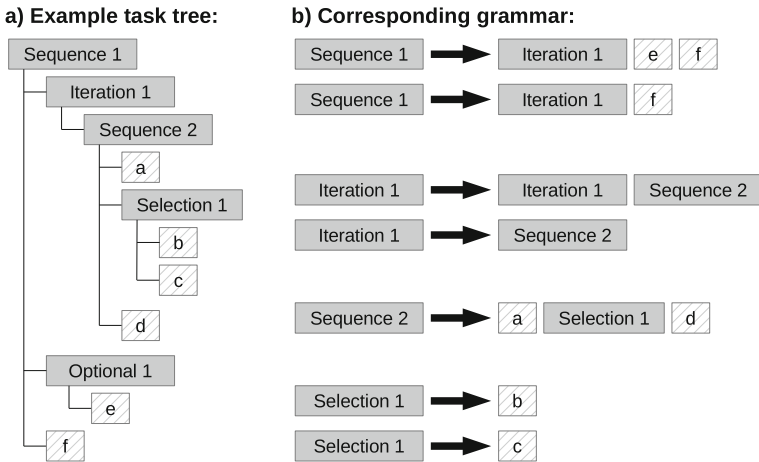 a) Example task tree:
Sequence 1
Iteration 1
Sequence 2
a
Selection 1
b
c
d
Optional 1
e
f
b) Corresponding grammar:
Sequence 1 Iteration 1 e f
Sequence 1 Iteration 1 f
Iteration 1 Iteration 1 Sequence 2
Iteration 1 Sequence 2
Sequence 2 a Selection 1 d
Selection 1 b
Selection 1 c